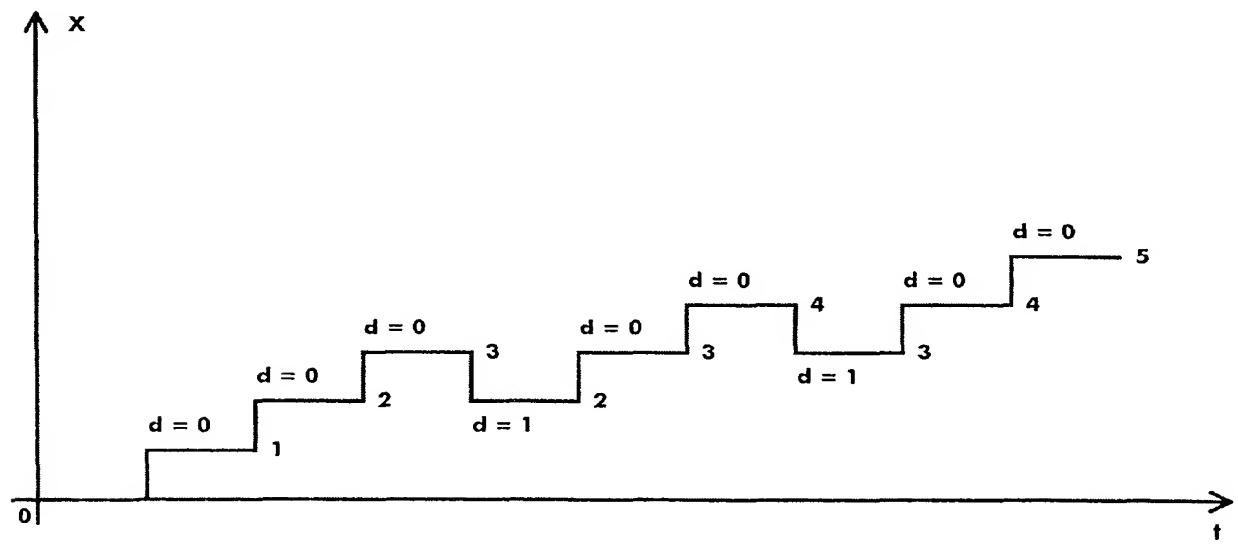 X
d = 0
5
d = 0
d = 0
4
4
d = 0
d = 0
3
3
3
d = 0
d = 1
2
2
d = 1
d = 0
1
0
t